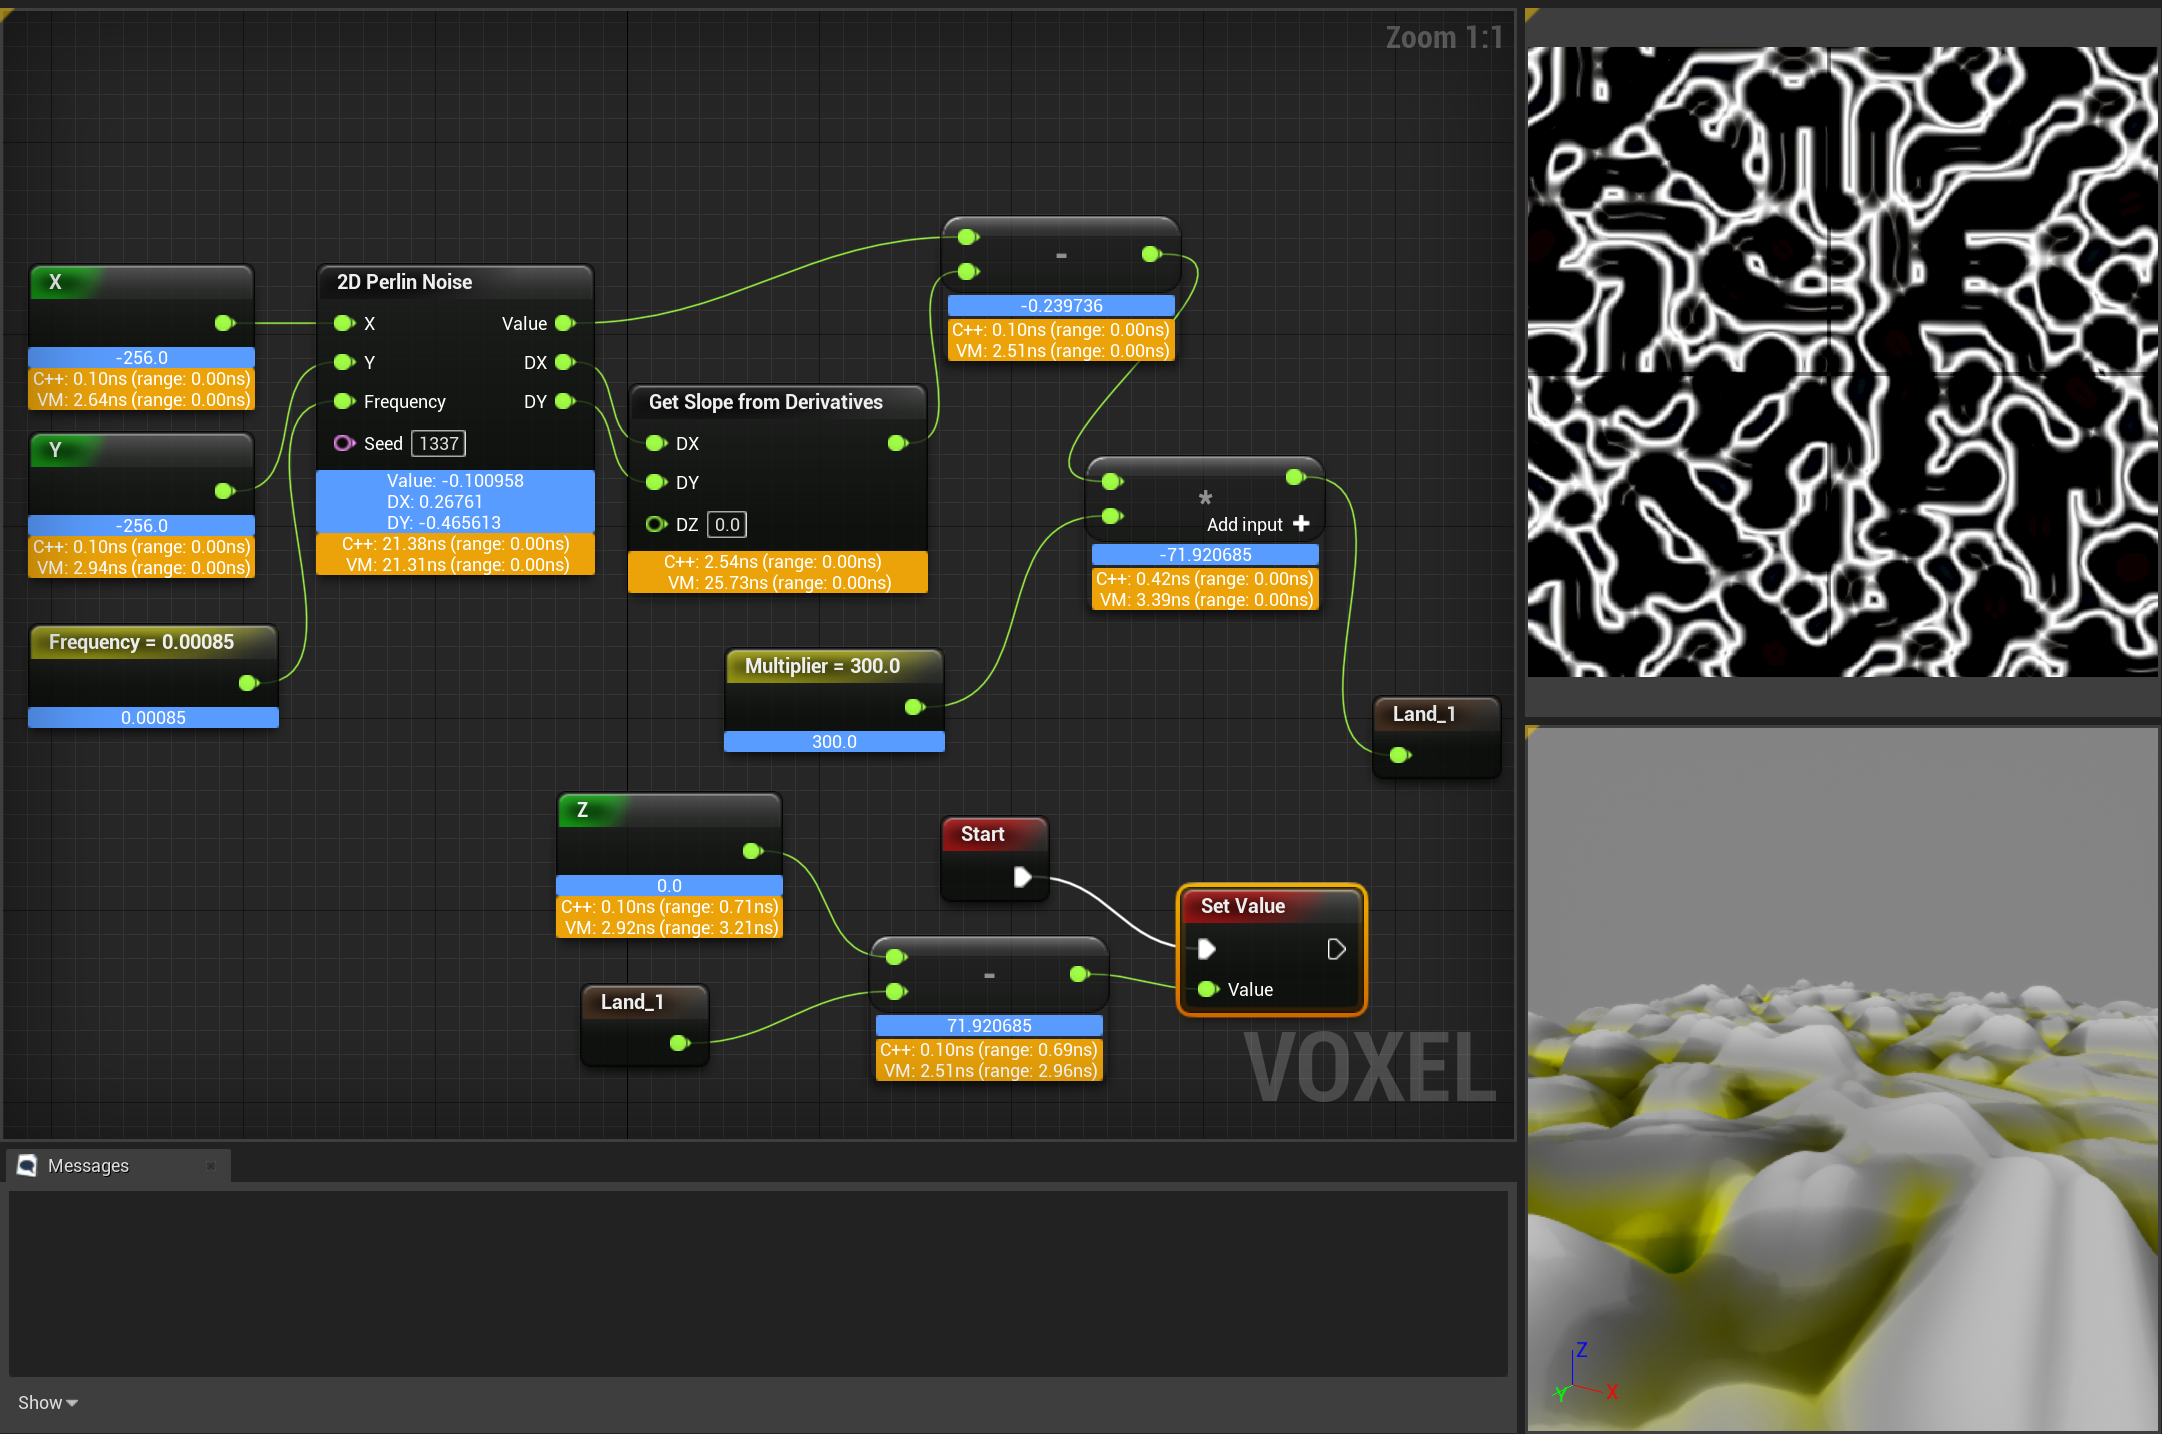 Zoom 1:1
-
-0.239736
C++: 0.10ns (range: 0.00ns)
VM: 2.51ns (range: 0.00ns)
X
-256.0
C++: 0.10ns (range: 0.00ns)
VM: 2.64ns (range: 0.00ns)
2D Perlin Noise
X Value
Y DX
Frequency DY
Seed 1337
Value: -0.100958
DX: 0.26761
DY: -0.465613
C++: 21.38ns (range: 0.00ns)
VM: 21.31ns (range: 0.00ns)
Get Slope from Derivatives
DX
DY
DZ 0.0
C++: 2.54ns (range: 0.00ns)
VM: 25.73ns (range: 0.00ns)
Y
-256.0
C++: 0.10ns (range: 0.00ns)
VM: 2.94ns (range: 0.00ns)
*
Add input +
-71.920685
C++: 0.42ns (range: 0.00ns)
VM: 3.39ns (range: 0.00ns)
Frequency = 0.00085
0.00085
Multiplier = 300.0
300.0
Land_1
Z
0.0
C++: 0.10ns (range: 0.71ns)
VM: 2.92ns (range: 3.21ns)
Start
Set Value
Value
Land_1
-
71.920685
C++: 0.10ns (range: 0.69ns)
VM: 2.51ns (range: 2.96ns)
VOXEL
Messages
Show
Z
Y
X